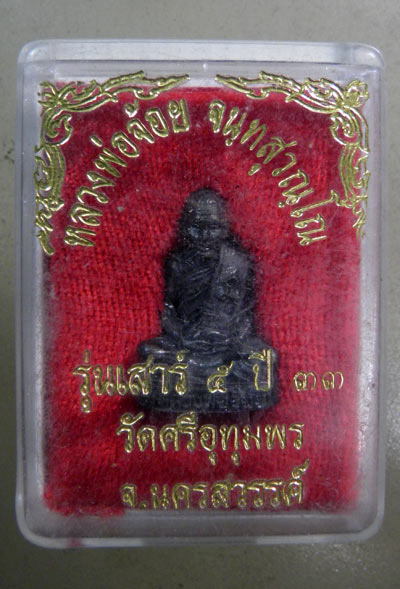 หลวงพ่อจ้อย จนฺทสุวณฺโณ
รุ่นเสาร์ ๕ ปี ๓๓
วัดศรีอุทุมพร
จ.นครสวรรค์